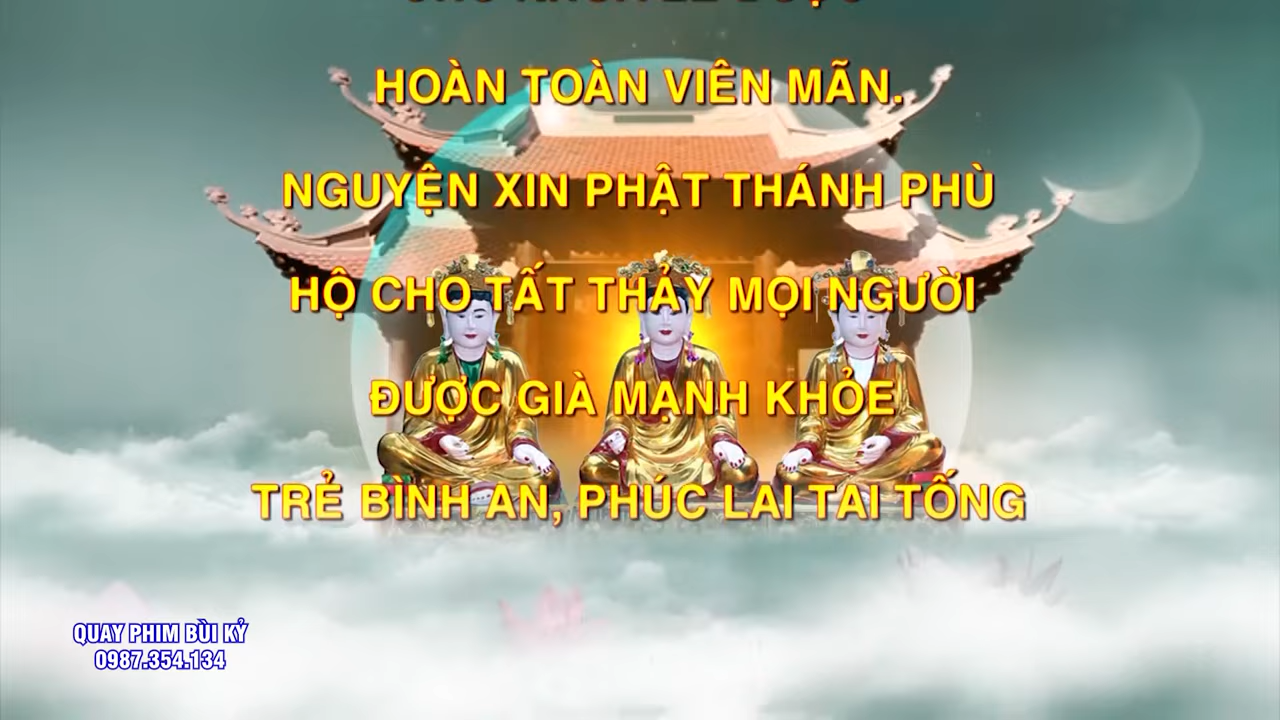 HOÀN TOÀN VIÊN MÃN.
NGUYỆN XIN PHẬT THÁNH PHÙ
HỘ CHO TẤT THẢY MỌI NGƯỜI
ĐƯỢC GIÀ MẠNH KHỎE
TRẺ BÌNH AN, PHÚC LAI TAI TỐNG
QUAY PHIM BÙI KỶ
0987.354.134